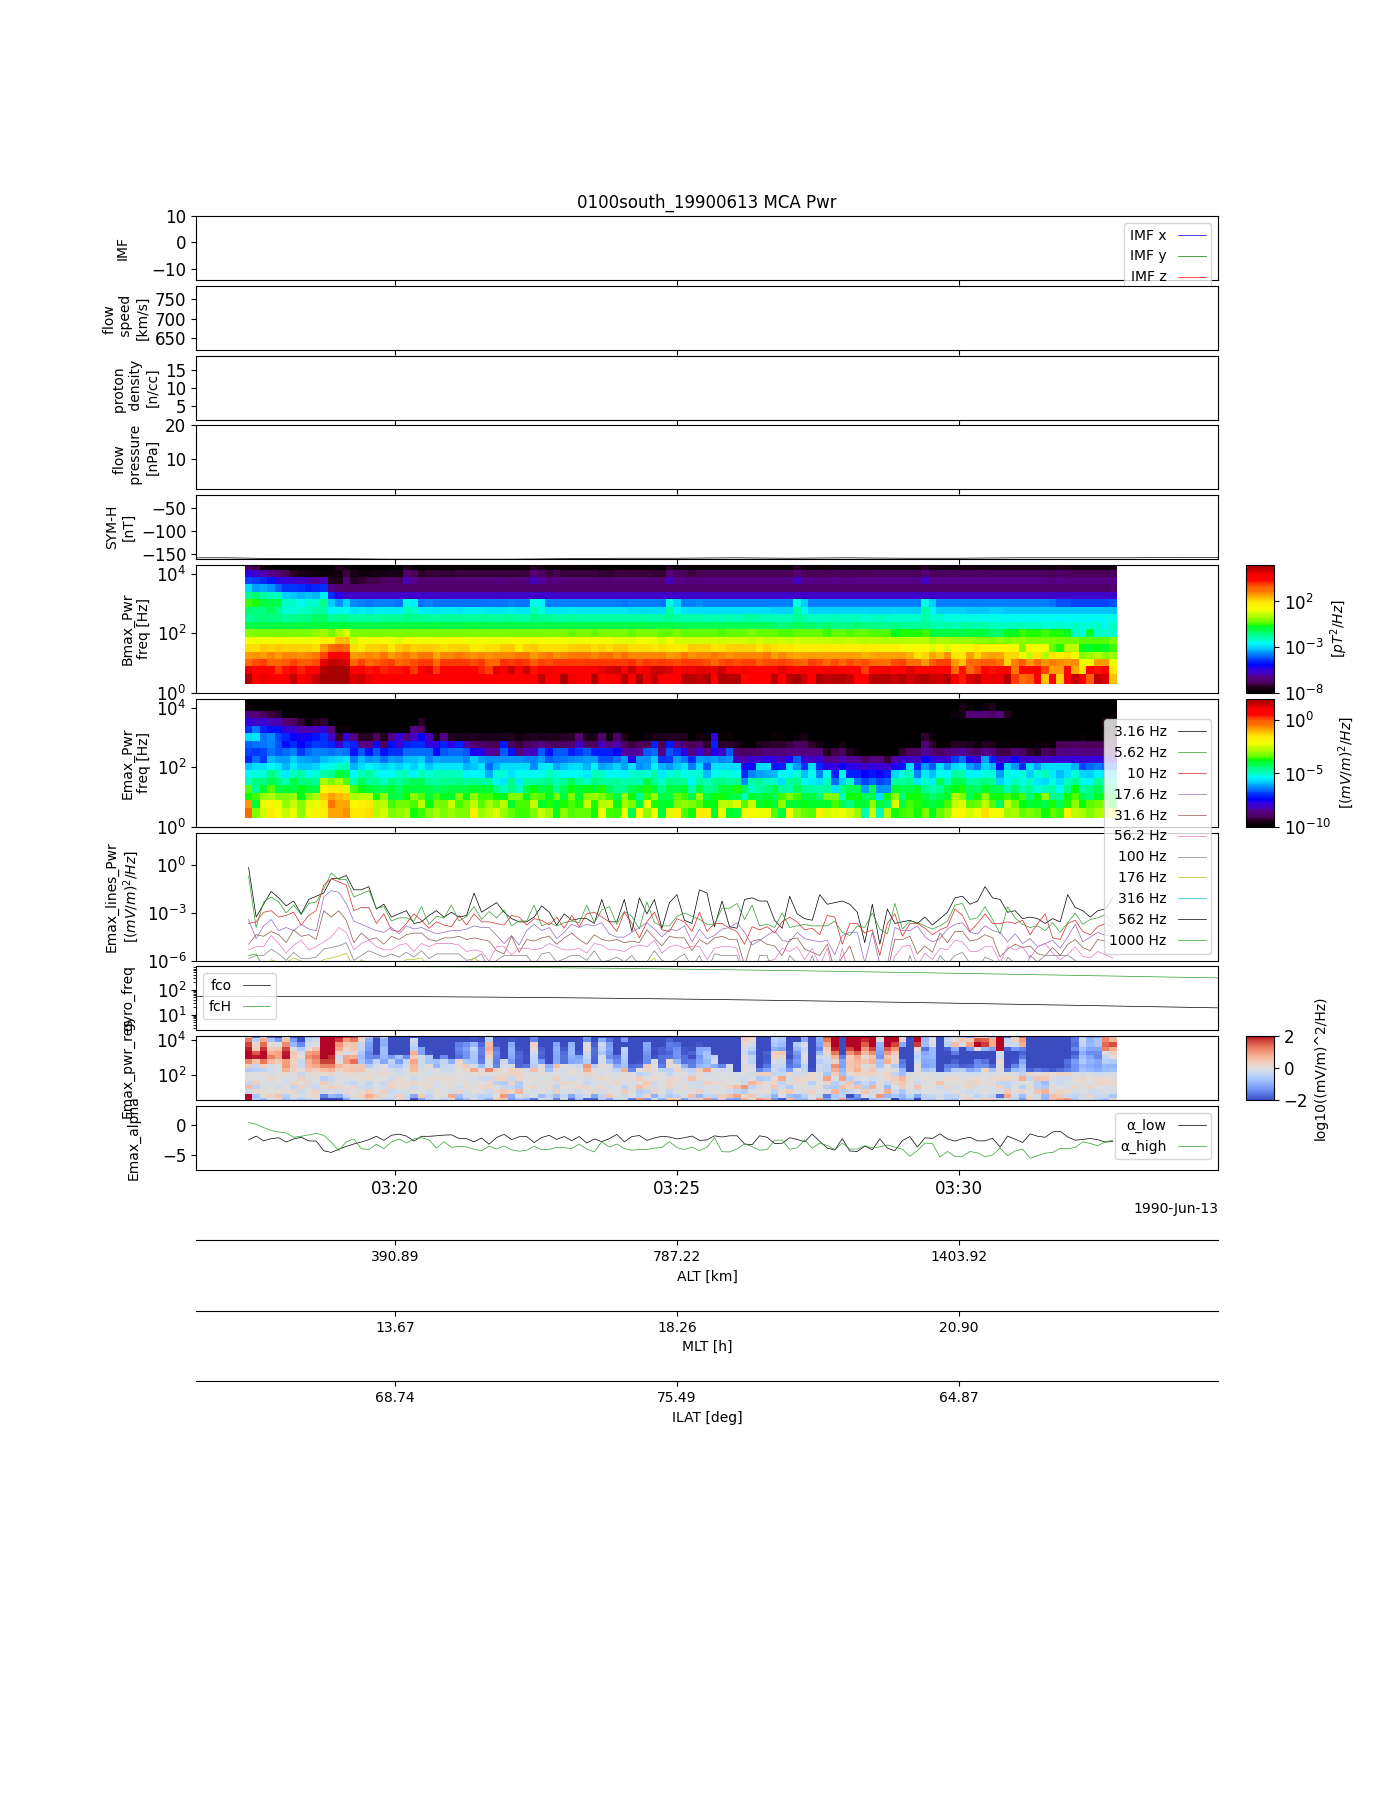 0100south_19900613 MCA Pwr
10
0
−10
IMF
IMF x
IMF y
IMF z
750
700
650
flow
speed
[km/s]
15
10
5
proton
density
[n/cc]
20
10
flow
pressure
[nPa]
−50
−100
−150
SYM-H
[nT]
10^4
10^2
10^0
Bmax_Pwr
freq [Hz]
10^2
10^−3
10^−8
[pT^2/Hz]
10^4
10^2
10^0
Emax_Pwr
freq [Hz]
10^0
10^−5
10^−10
[(mV/m)^2/Hz]
3.16 Hz
5.62 Hz
10 Hz
17.6 Hz
31.6 Hz
56.2 Hz
100 Hz
176 Hz
316 Hz
562 Hz
1000 Hz
10^0
10^−3
10^−6
Emax_lines_Pwr
[(mV/m)^2/Hz]
10^2
10^1
gyro_freq
fco
fcH
10^4
10^2
Emax_pwr_reg
2
0
−2
log10((mV/m)^2/Hz)
0
−5
Emax_alpha
α_low
α_high
03:20 03:25 03:30
1990-Jun-13
390.89 787.22 1403.92
ALT [km]
13.67 18.26 20.90
MLT [h]
68.74 75.49 64.87
ILAT [deg]